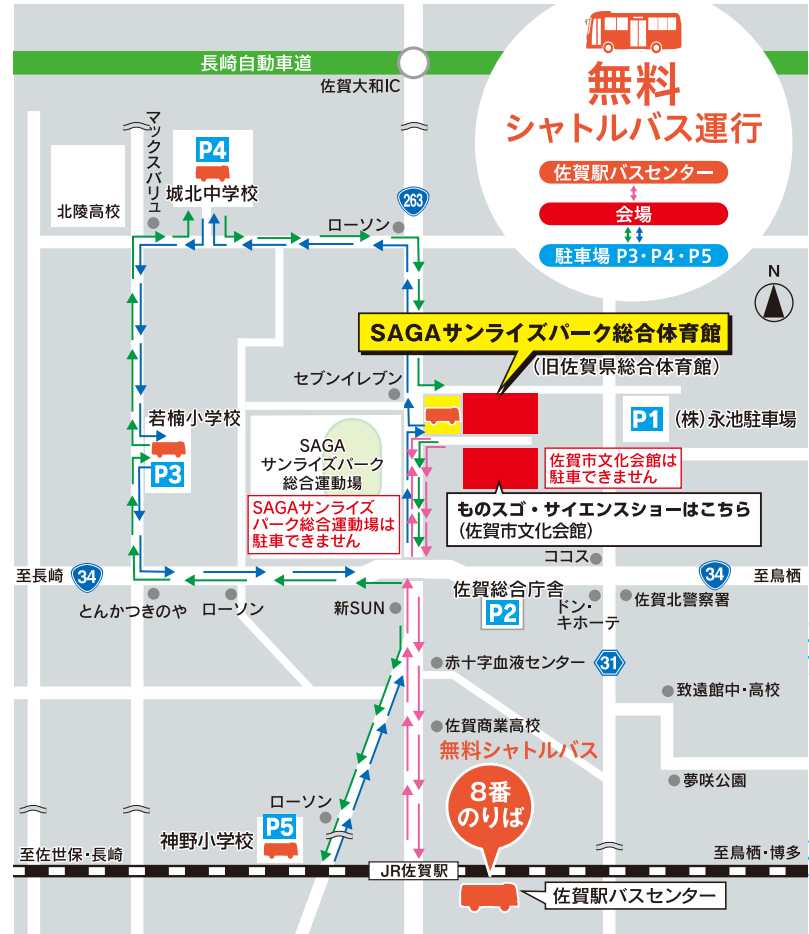 長崎自動車道
佐賀大和IC
無料
シャトルバス運行
佐賀駅バスセンター
会場
駐車場 P3・P4・P5
マックスバリュ
P4
城北中学校
北陵高校
263
ローソン
N
SAGAサンライズパーク総合体育館
(旧佐賀県総合体育館)
セブンイレブン
若楠小学校
P3
SAGA
サンライズパーク
総合運動場
SAGAサンライズ
パーク総合運動場は
駐車できません
P1
(株)永池駐車場
佐賀市文化会館は
駐車できません
ものスゴ・サイエンスショーはこちら
(佐賀市文化会館)
ココス
至長崎
34
34
至鳥栖
とんかつきのや
ローソン
新SUN
佐賀総合庁舎
P2
ドン・
キホーテ
佐賀北警察署
赤十字血液センター
31
致遠館中・高校
佐賀商業高校
無料シャトルバス
夢咲公園
8番
のりば
ローソン
P5
神野小学校
至佐世保・長崎
JR佐賀駅
至鳥栖・博多
佐賀駅バスセンター